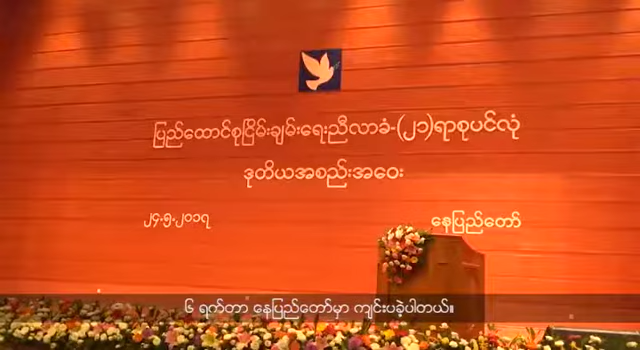 ပြည်ထောင်စုငြိမ်းချမ်းရေးညီလာခံ-(၂၁)ရာစုပင်လုံ
ဒုတိယအစည်းအဝေး
၂၄.၅.၂၀၁၇
နေပြည်တော်
၆ ရက်တာ နေပြည်တော်မှာ ကျင်းပခဲ့ပါတယ်။